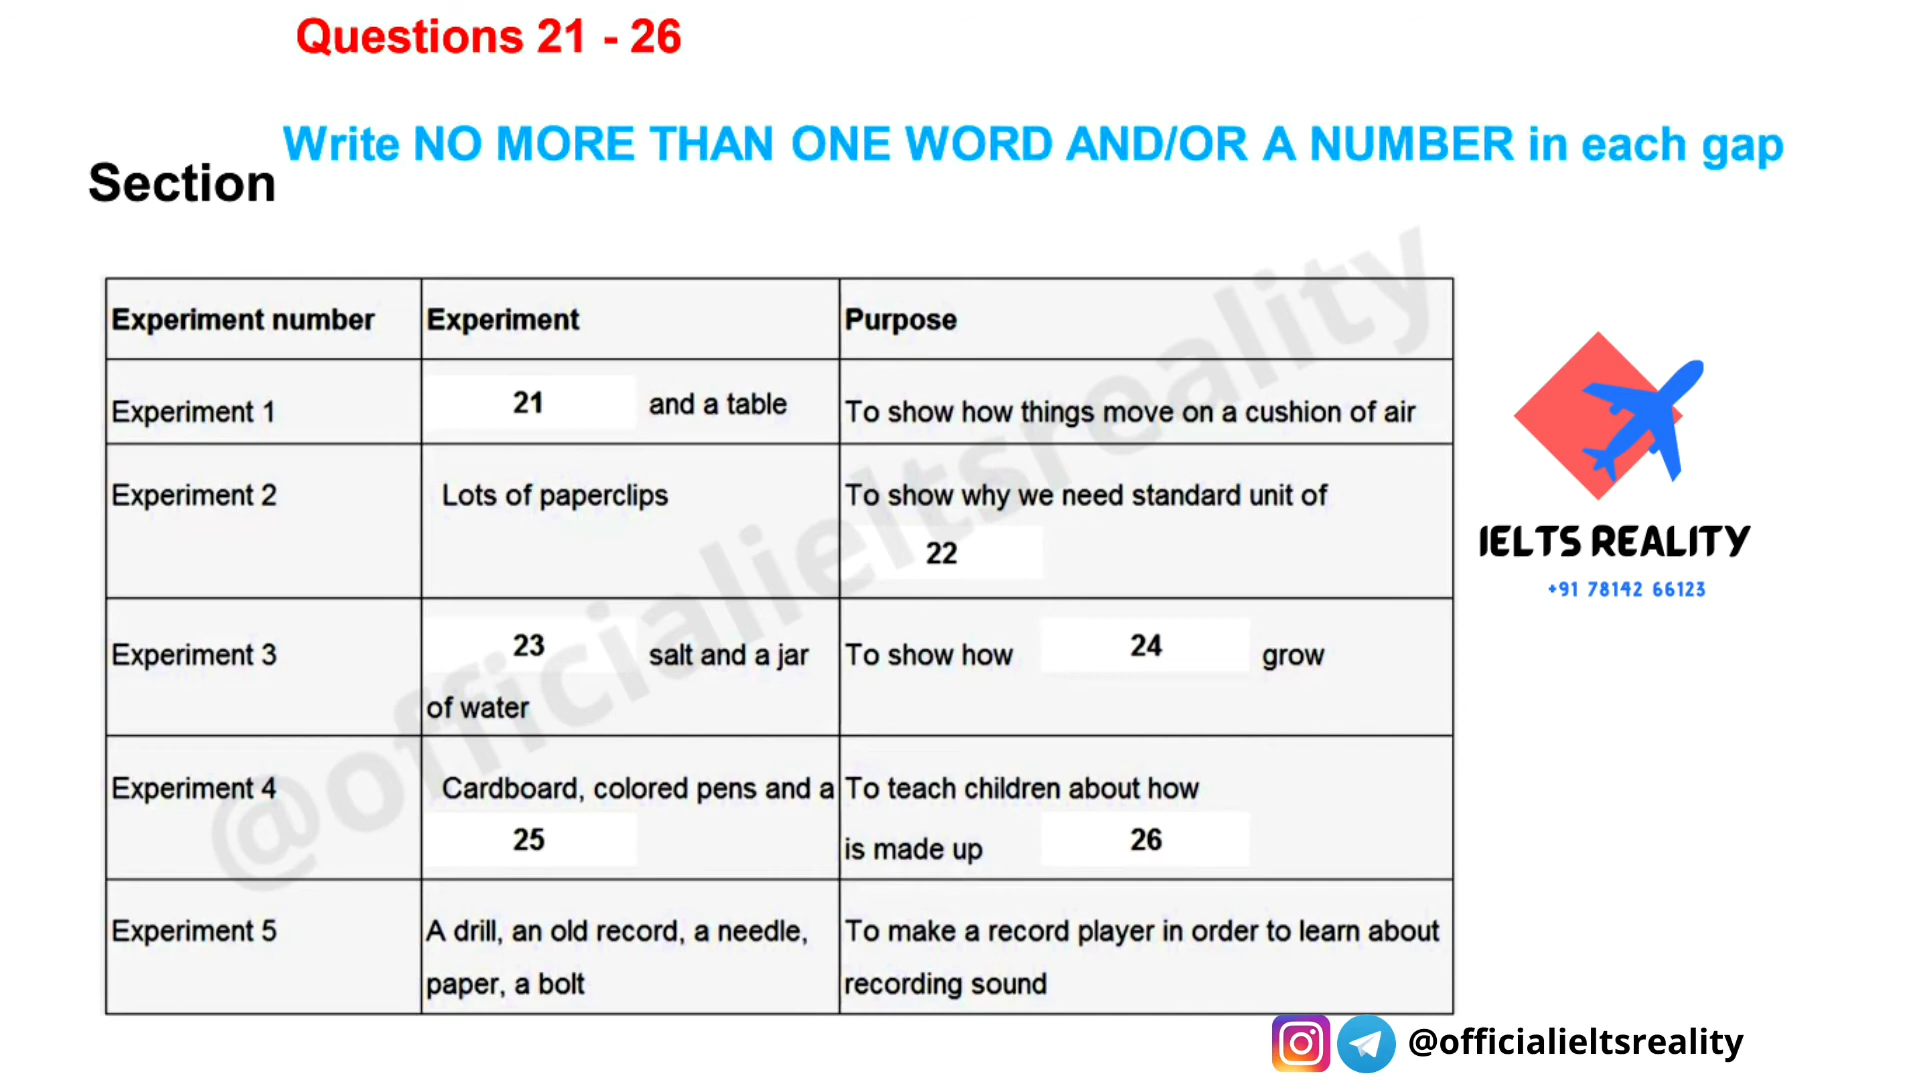 Questions 21 - 26
Write NO MORE THAN ONE WORD AND/OR A NUMBER in each gap
Section
Experiment number Experiment Purpose
Experiment 1 21 and a table To show how things move on a cushion of air
Experiment 2 Lots of paperclips To show why we need standard unit of
22
Experiment 3 23 salt and a jar To show how 24 grow
of water
Experiment 4 Cardboard, colored pens and a To teach children about how
25 is made up 26
Experiment 5 A drill, an old record, a needle, To make a record player in order to learn about
paper, a bolt recording sound
@officialieltsreality
IELTS REALITY
+91 78142 66123
@officialieltsreality